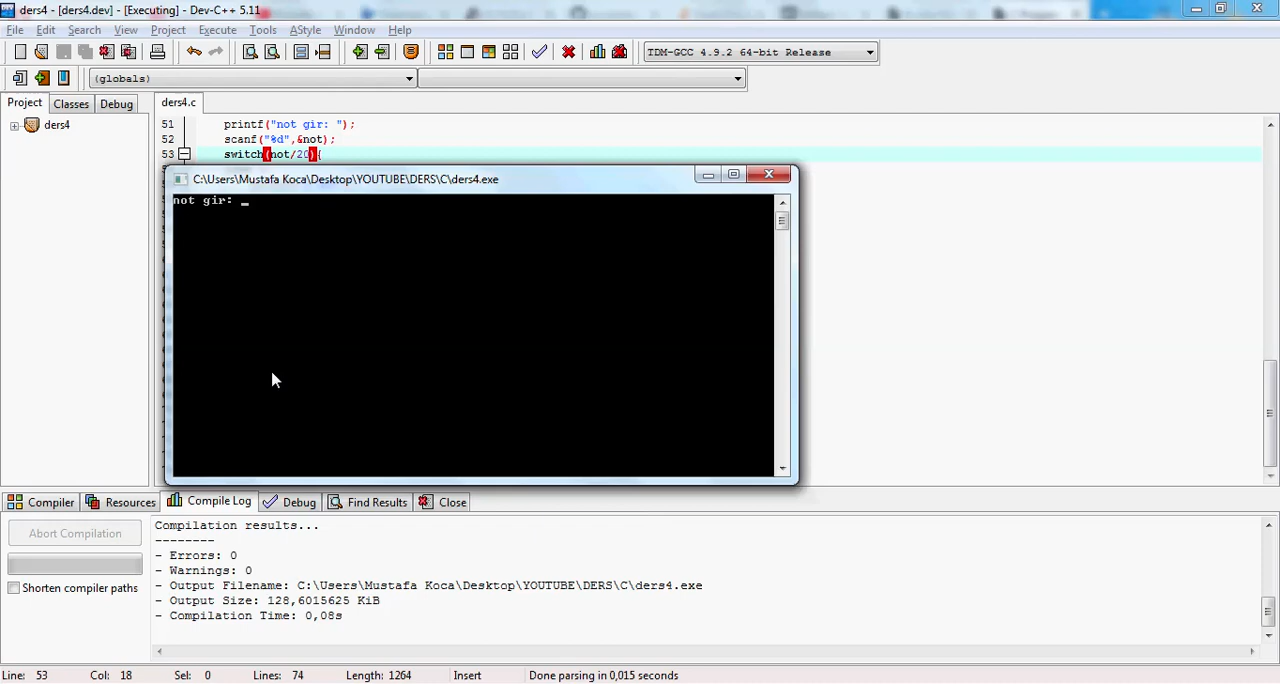 ders4 - [ders4.dev] - [Executing] - Dev-C++ 5.11
File Edit Search View Project Execute Tools AStyle Window Help
TDM-GCC 4.9.2 64-bit Release
(globals)
Project Classes Debug
ders4.c
ders4
51 printf("not gir: ");
52 scanf("%d",&not);
53 switch(not/20){
C:\Users\Mustafa Koca\Desktop\YOUTUBE\DERS\C\ders4.exe
not gir: _
Compiler Resources Compile Log Debug Find Results Close
Abort Compilation
Shorten compiler paths
Compilation results...
--------
- Errors: 0
- Warnings: 0
- Output Filename: C:\Users\Mustafa Koca\Desktop\YOUTUBE\DERS\C\ders4.exe
- Output Size: 128,6015625 KiB
- Compilation Time: 0,08s
Line: 53 Col: 18 Sel: 0 Lines: 74 Length: 1264 Insert Done parsing in 0,015 seconds